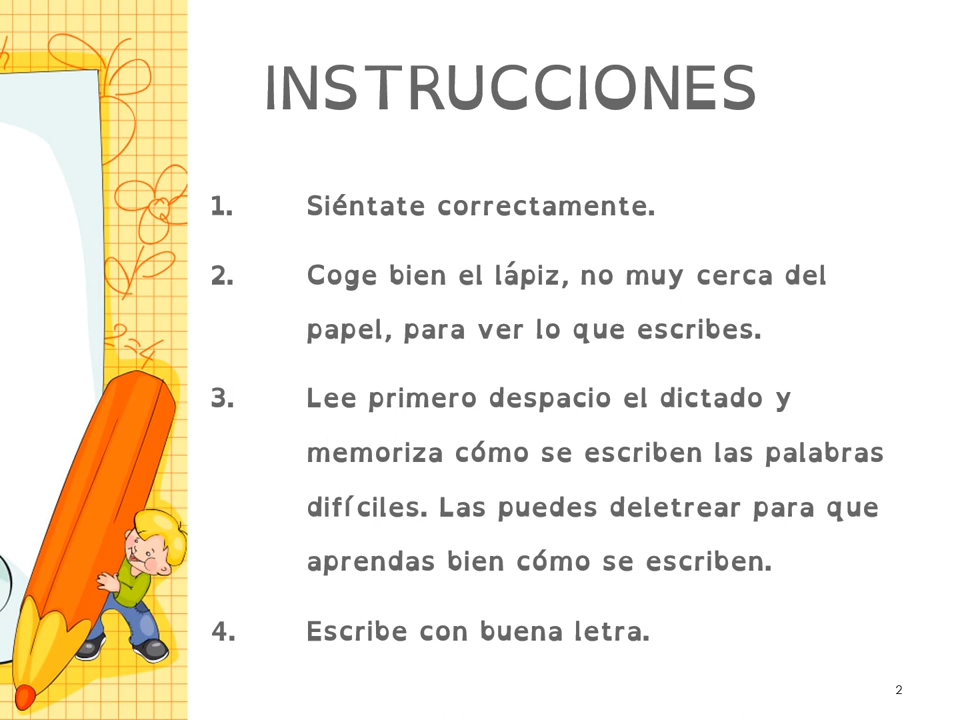 INSTRUCCIONES
1. Siéntate correctamente.
2. Coge bien el lápiz, no muy cerca del
papel, para ver lo que escribes.
3. Lee primero despacio el dictado y
memoriza cómo se escriben las palabras
difíciles. Las puedes deletrear para que
aprendas bien cómo se escriben.
4. Escribe con buena letra.
2